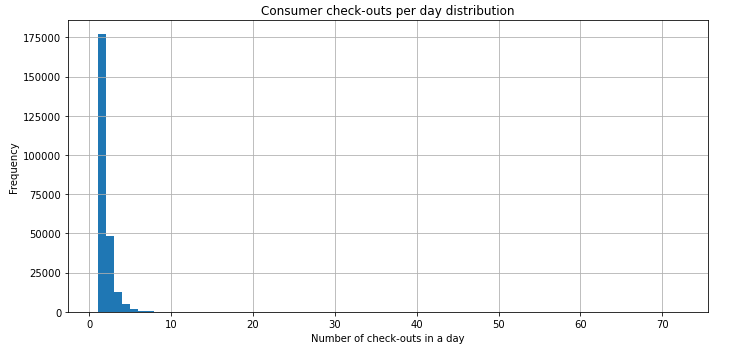 Consumer check-outs per day distribution
175000
150000
125000
100000
75000
50000
25000
0
Frequency
0 10 20 30 40 50 60 70
Number of check-outs in a day